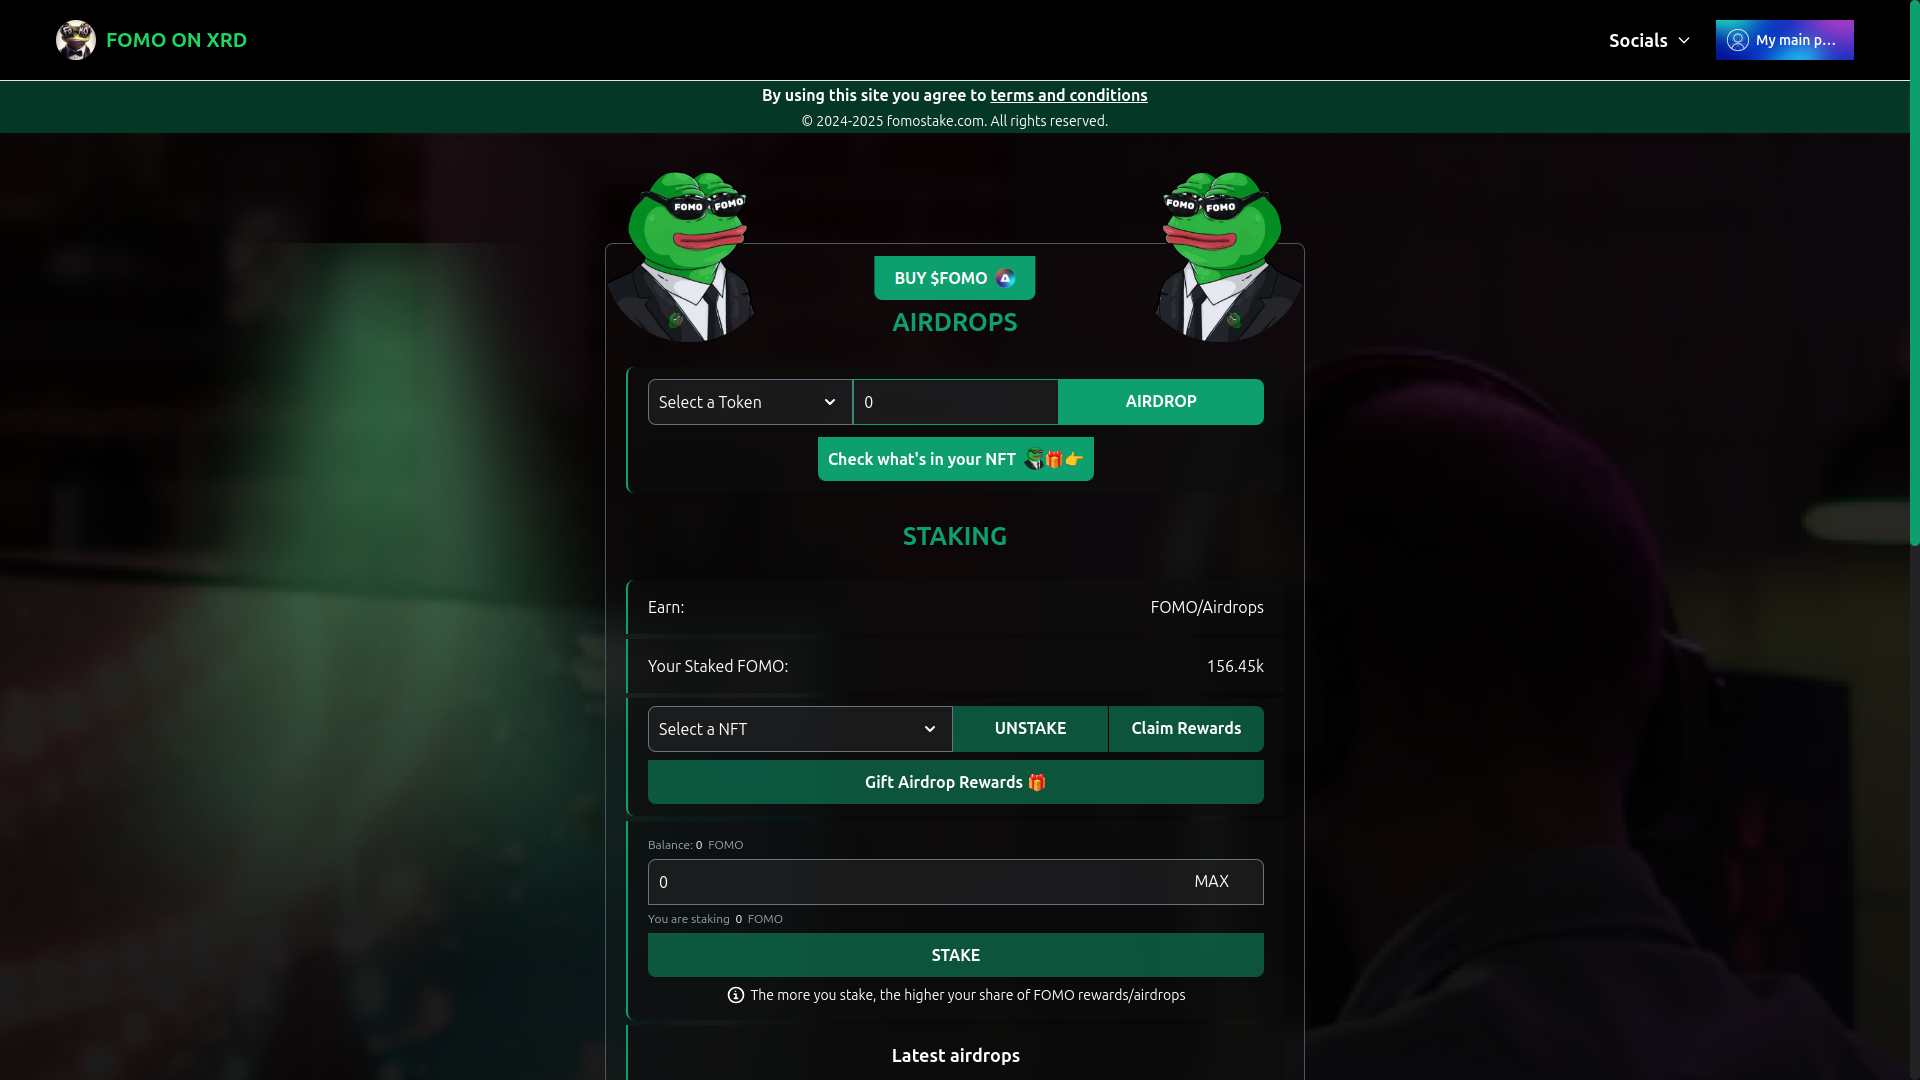 FOMO ON XRD
Socials
My main p...
By using this site you agree to terms and conditions
© 2024-2025 fomostake.com. All rights reserved.
FOMO FOMO
FOMO FOMO
BUY $FOMO
AIRDROPS
Select a Token
0
AIRDROP
Check what's in your NFT
STAKING
Earn:
FOMO/Airdrops
Your Staked FOMO:
156.45k
Select a NFT
UNSTAKE
Claim Rewards
Gift Airdrop Rewards 🎁
Balance: 0 FOMO
0
MAX
You are staking 0 FOMO
STAKE
The more you stake, the higher your share of FOMO rewards/airdrops
Latest airdrops